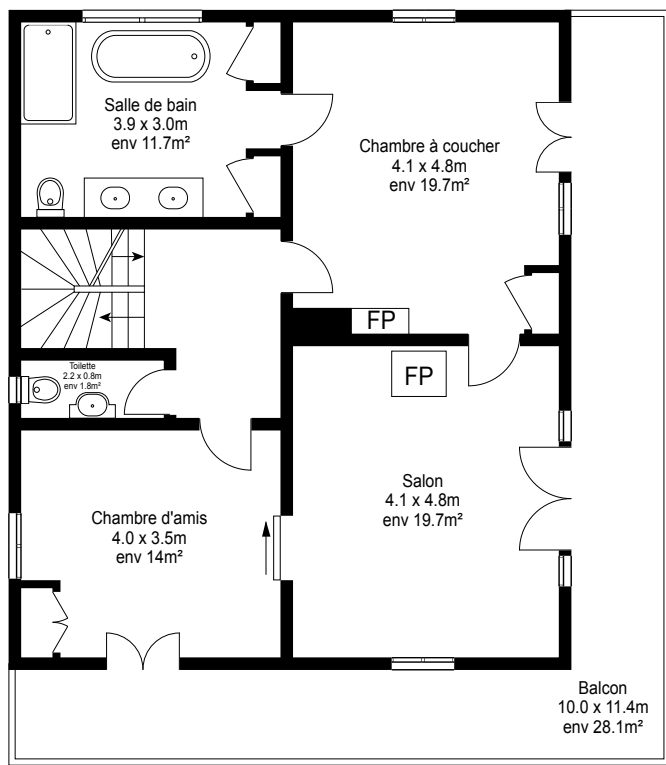 Salle de bain
3.9 x 3.0m
env 11.7m²
Chambre à coucher
4.1 x 4.8m
env 19.7m²
FP
Toilette
2.2 x 0.8m
env 1.8m²
FP
Salon
4.1 x 4.8m
env 19.7m²
Chambre d'amis
4.0 x 3.5m
env 14m²
Balcon
10.0 x 11.4m
env 28.1m²